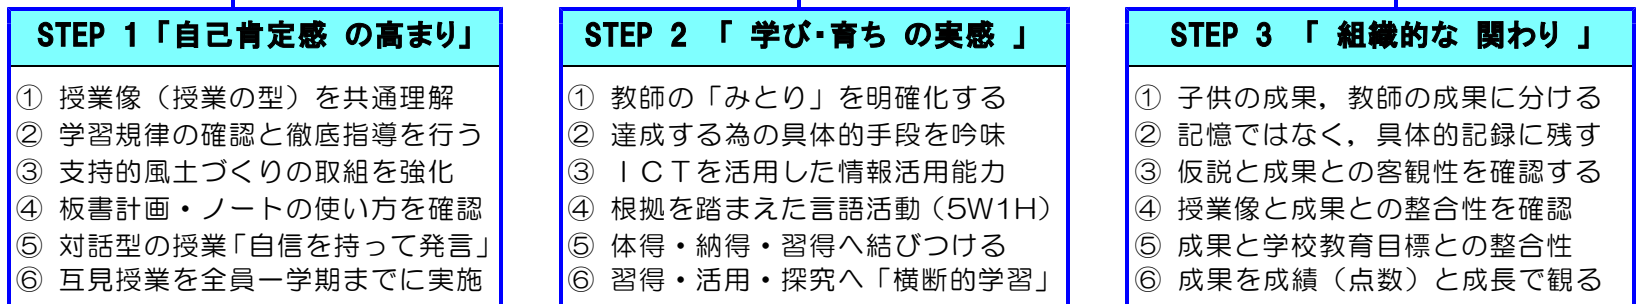 STEP 1「自己肯定感 の高まり」
① 授業像（授業の型）を共通理解
② 学習規律の確認と徹底指導を行う
③ 支持的風土づくりの取組を強化
④ 板書計画・ノートの使い方を確認
⑤ 対話型の授業「自信を持って発言」
⑥ 互見授業を全員一学期までに実施
STEP 2 「 学び・育ち の実感 」
① 教師の「みとり」を明確化する
② 達成する為の具体的手段を吟味
③ ＩＣＴを活用した情報活用能力
④ 根拠を踏まえた言語活動（5W1H）
⑤ 体得・納得・習得へ結びつける
⑥ 習得・活用・探究へ「横断的学習」
STEP 3 「 組織的な 関わり 」
① 子供の成果，教師の成果に分ける
② 記憶ではなく，具体的記録に残す
③ 仮説と成果との客観性を確認する
④ 授業像と成果との整合性を確認
⑤ 成果と学校教育目標との整合性
⑥ 成果を成績（点数）と成長で観る